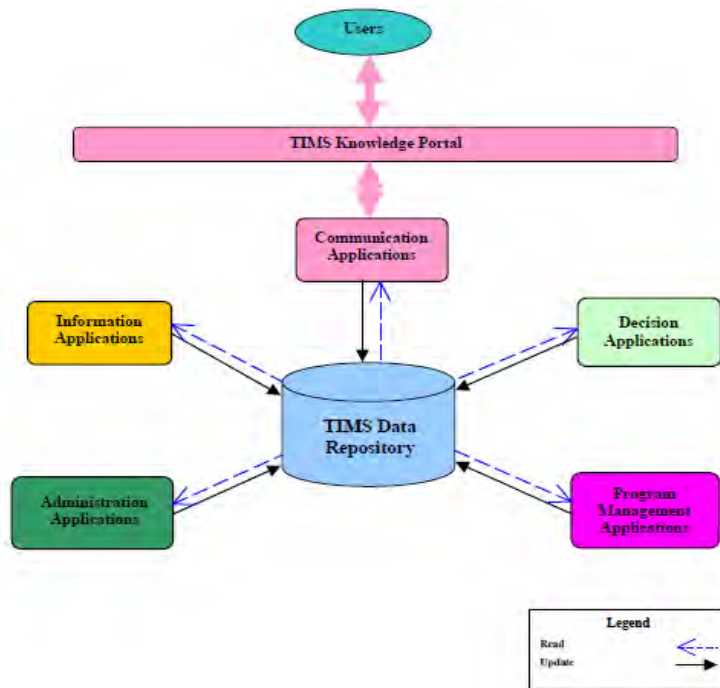 Users
TIMS Knowledge Portal
Communication
Applications
Information
Applications
Decision
Applications
TIMS Data
Repository
Administration
Applications
Program
Management
Applications
Legend
Read
Update